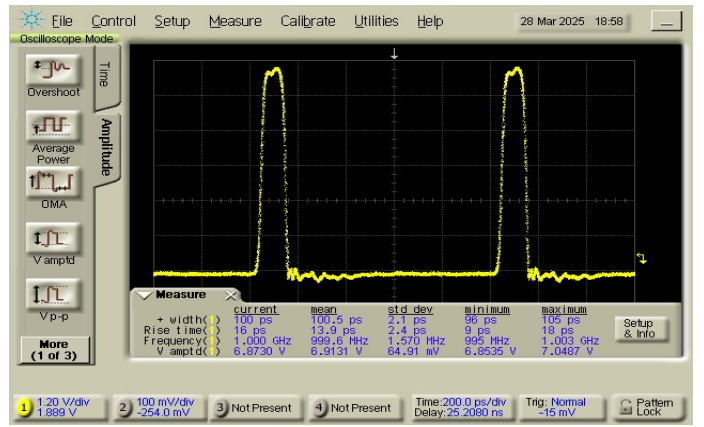 File Control Setup Measure Calibrate Utilities Help 28 Mar 2025 18:58
Oscilloscope Mode
Time
Overshoot
Amplitude
Average
Power
OMA
V amptd
V p-p
More
(1 of 3)
Measure
current mean std dev minimum maximum
+ width(1) 100 ps 100.5 ps 2.1 ps 96 ps 105 ps
Rise time(1) 16 ps 13.9 ps 2.4 ps 9 ps 18 ps
Frequency(1) 1.000 GHz 999.6 MHz 1.570 MHz 995 MHz 1.003 GHz
V amptd(1) 6.8730 V 6.9131 V 64.91 mV 6.8535 V 7.0487 V
Setup
& Info
1 1.20 V/div
1.889 V
2 100 mV/div
-254.0 mV
3 Not Present
4 Not Present
Time:200.0 ps/div
Delay:25.2080 ns
Trig: Normal
-15 mV
Pattern
Lock